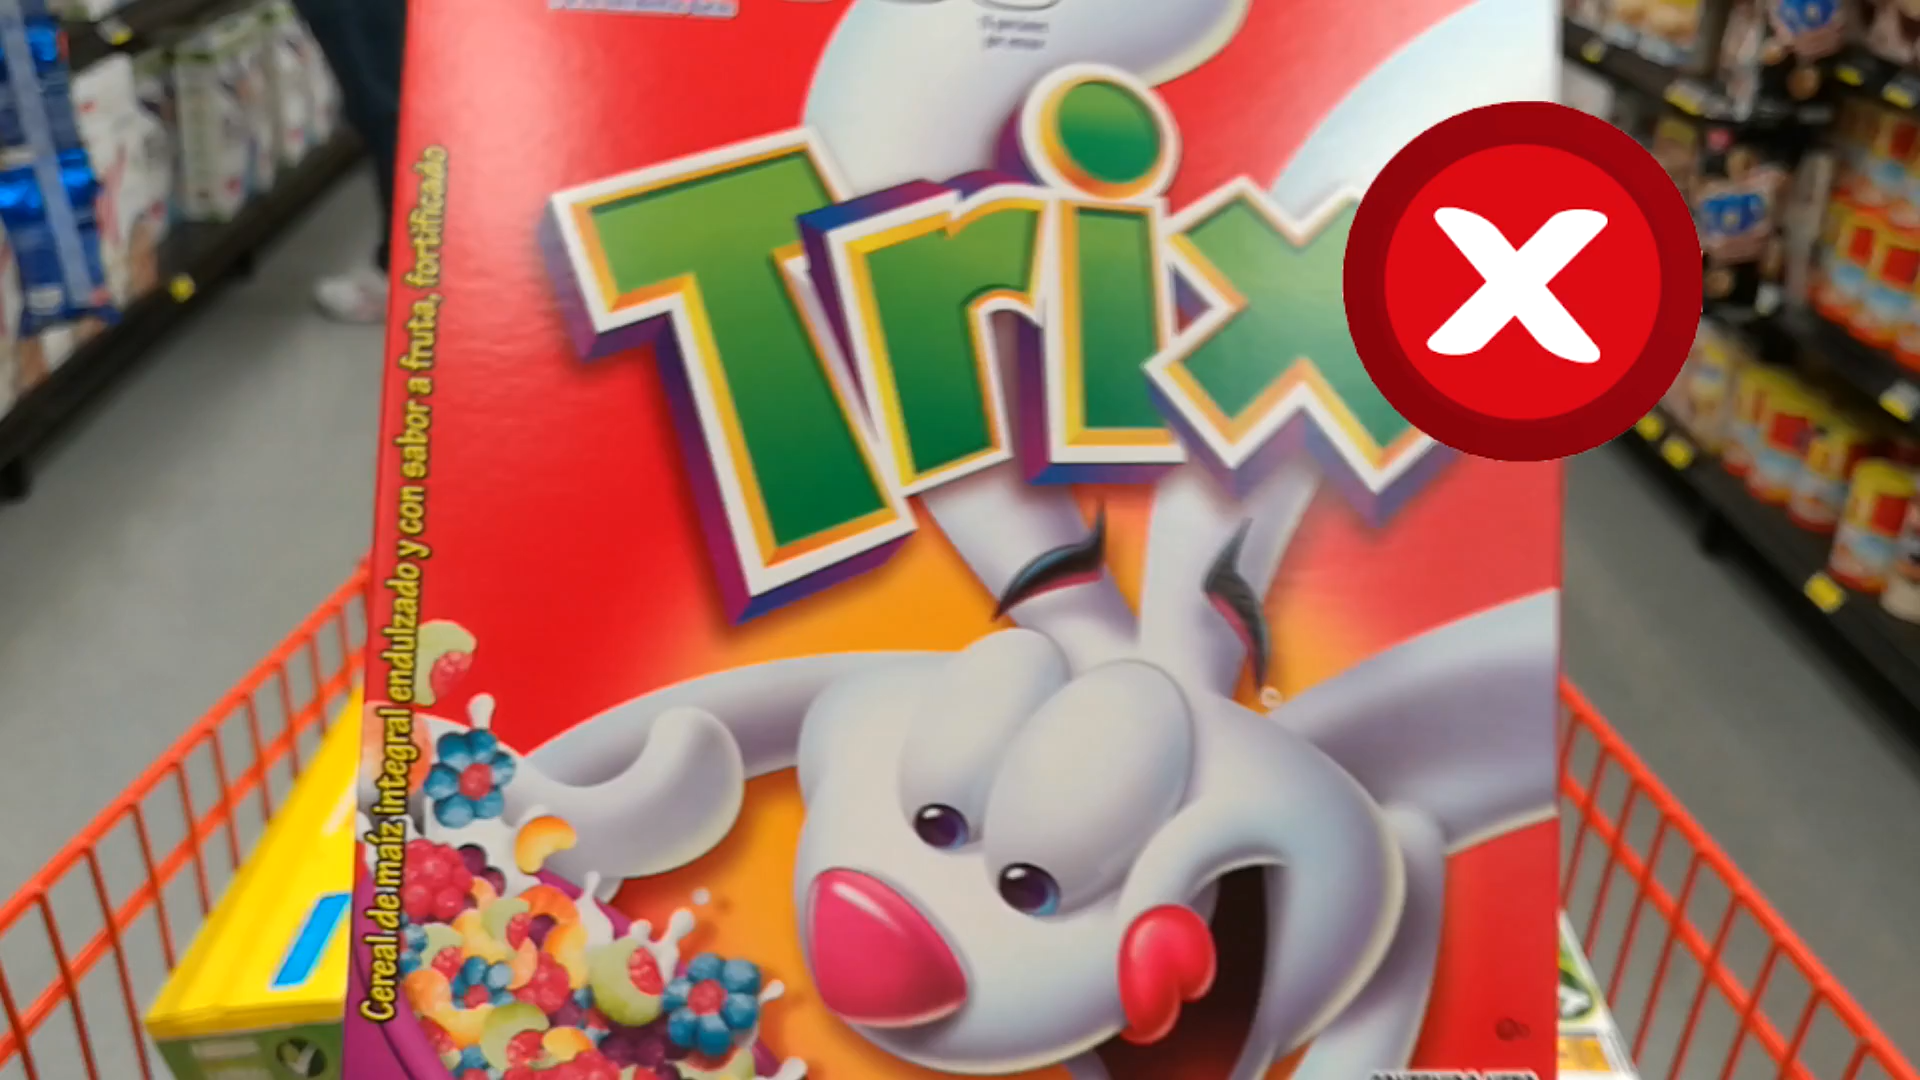 Trix
Cereal de maíz integral endulzado y con sabor a fruta, fortificado